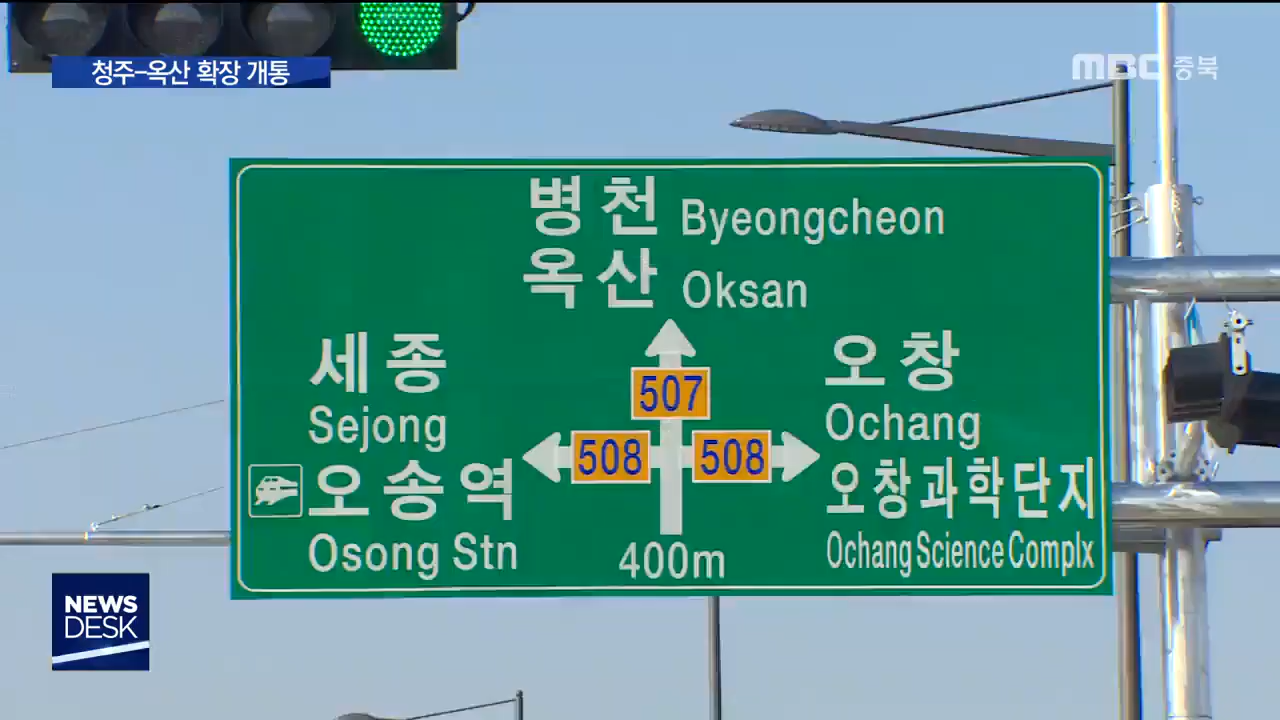 청주-옥산 확장 개통
MBC 충북
병천 Byeongcheon
옥산 Oksan
세종
Sejong
오송역
Osong Stn
507
508
508
400m
오창
Ochang
오창과학단지
Ochang Science Complx
NEWS
DESK